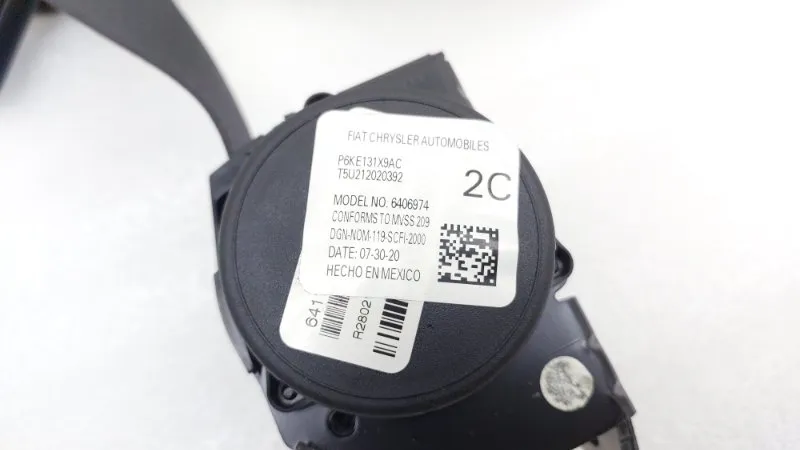 FIAT CHRYSLER AUTOMOBILES
P6KE131X9AC
T5U212020392
2C
MODEL NO. 6406974
CONFORMS TO MVSS 209
DGN-NOM-119-SCFI-2000
DATE: 07-30-20
HECHO EN MEXICO
641
R2802